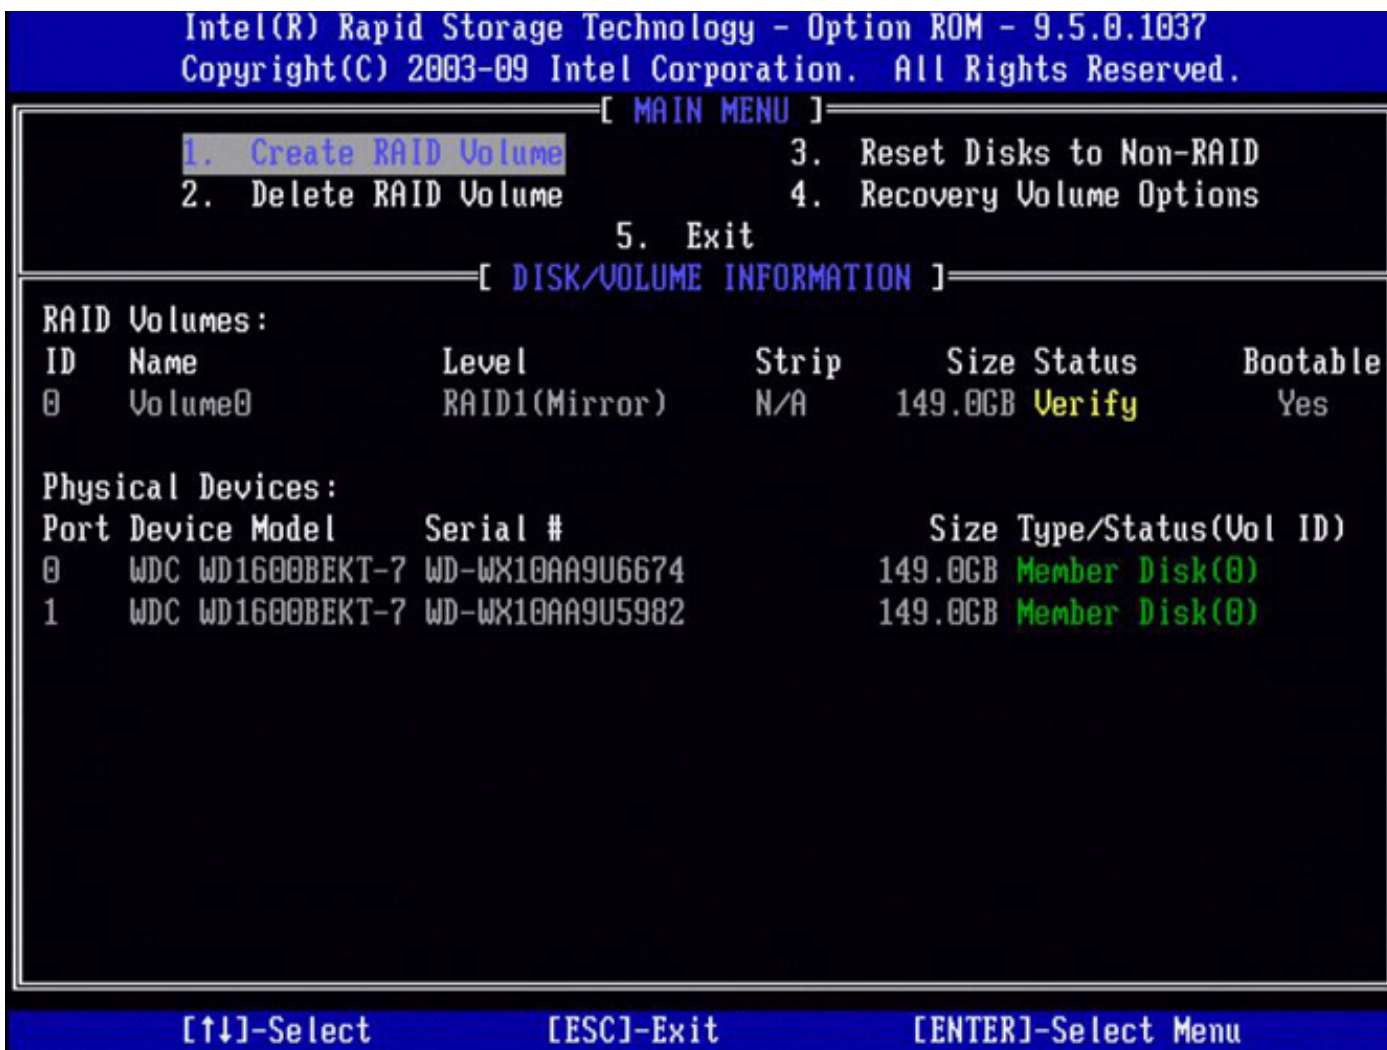 Intel(R) Rapid Storage Technology - Option ROM - 9.5.0.1037
Copyright(C) 2003-09 Intel Corporation.  All Rights Reserved.
[ MAIN MENU ]
1.  Create RAID Volume    3.  Reset Disks to Non-RAID
2.  Delete RAID Volume    4.  Recovery Volume Options
5.  Exit
[ DISK/VOLUME INFORMATION ]
RAID Volumes:
ID  Name  Level  Strip  Size Status  Bootable
0  Volume0  RAID1(Mirror)  N/A  149.0GB Verify  Yes
Physical Devices:
Port Device Model  Serial #  Size Type/Status(Vol ID)
0  WDC WD1600BEKT-7 WD-WX10AA9U6674  149.0GB Member Disk(0)
1  WDC WD1600BEKT-7 WD-WX10AA9U5982  149.0GB Member Disk(0)
[↑↓]-Select  [ESC]-Exit  [ENTER]-Select Menu